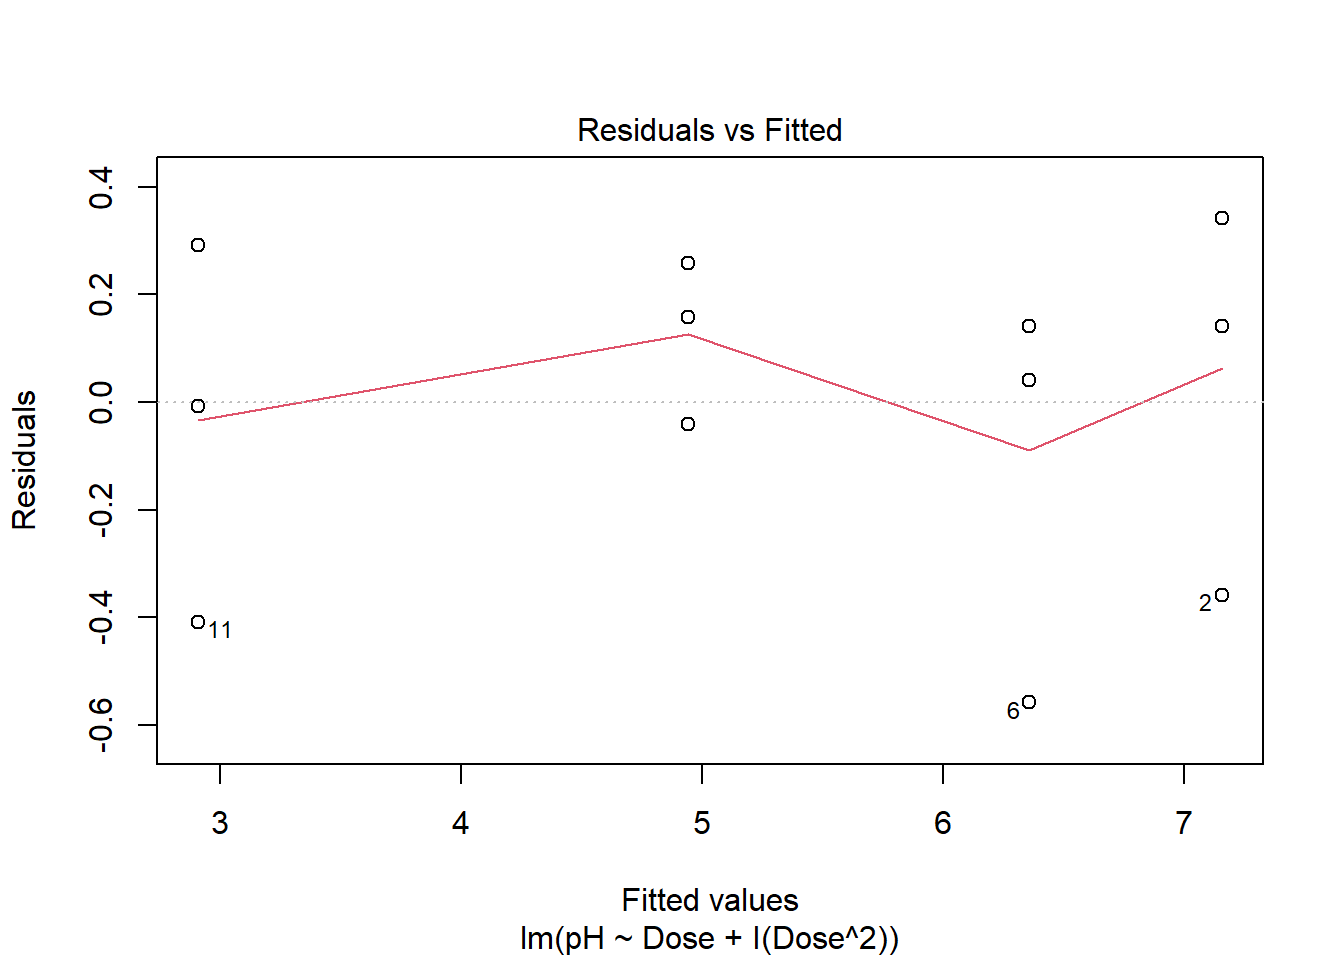 Residuals vs Fitted
Residuals
0.4
0.2
0.0
-0.2
-0.4
-0.6
11
6
2
3 4 5 6 7
Fitted values
lm(pH ~ Dose + I(Dose^2))